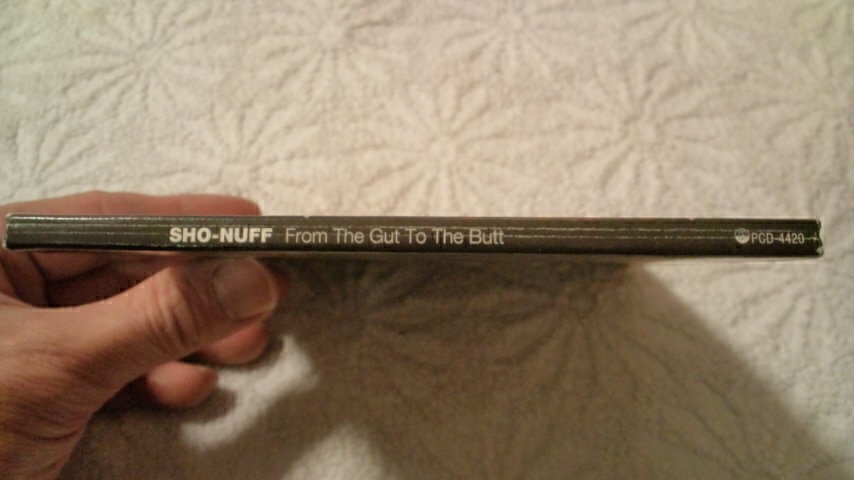 SHO-NUFF From The Gut To The Butt PCD-4420